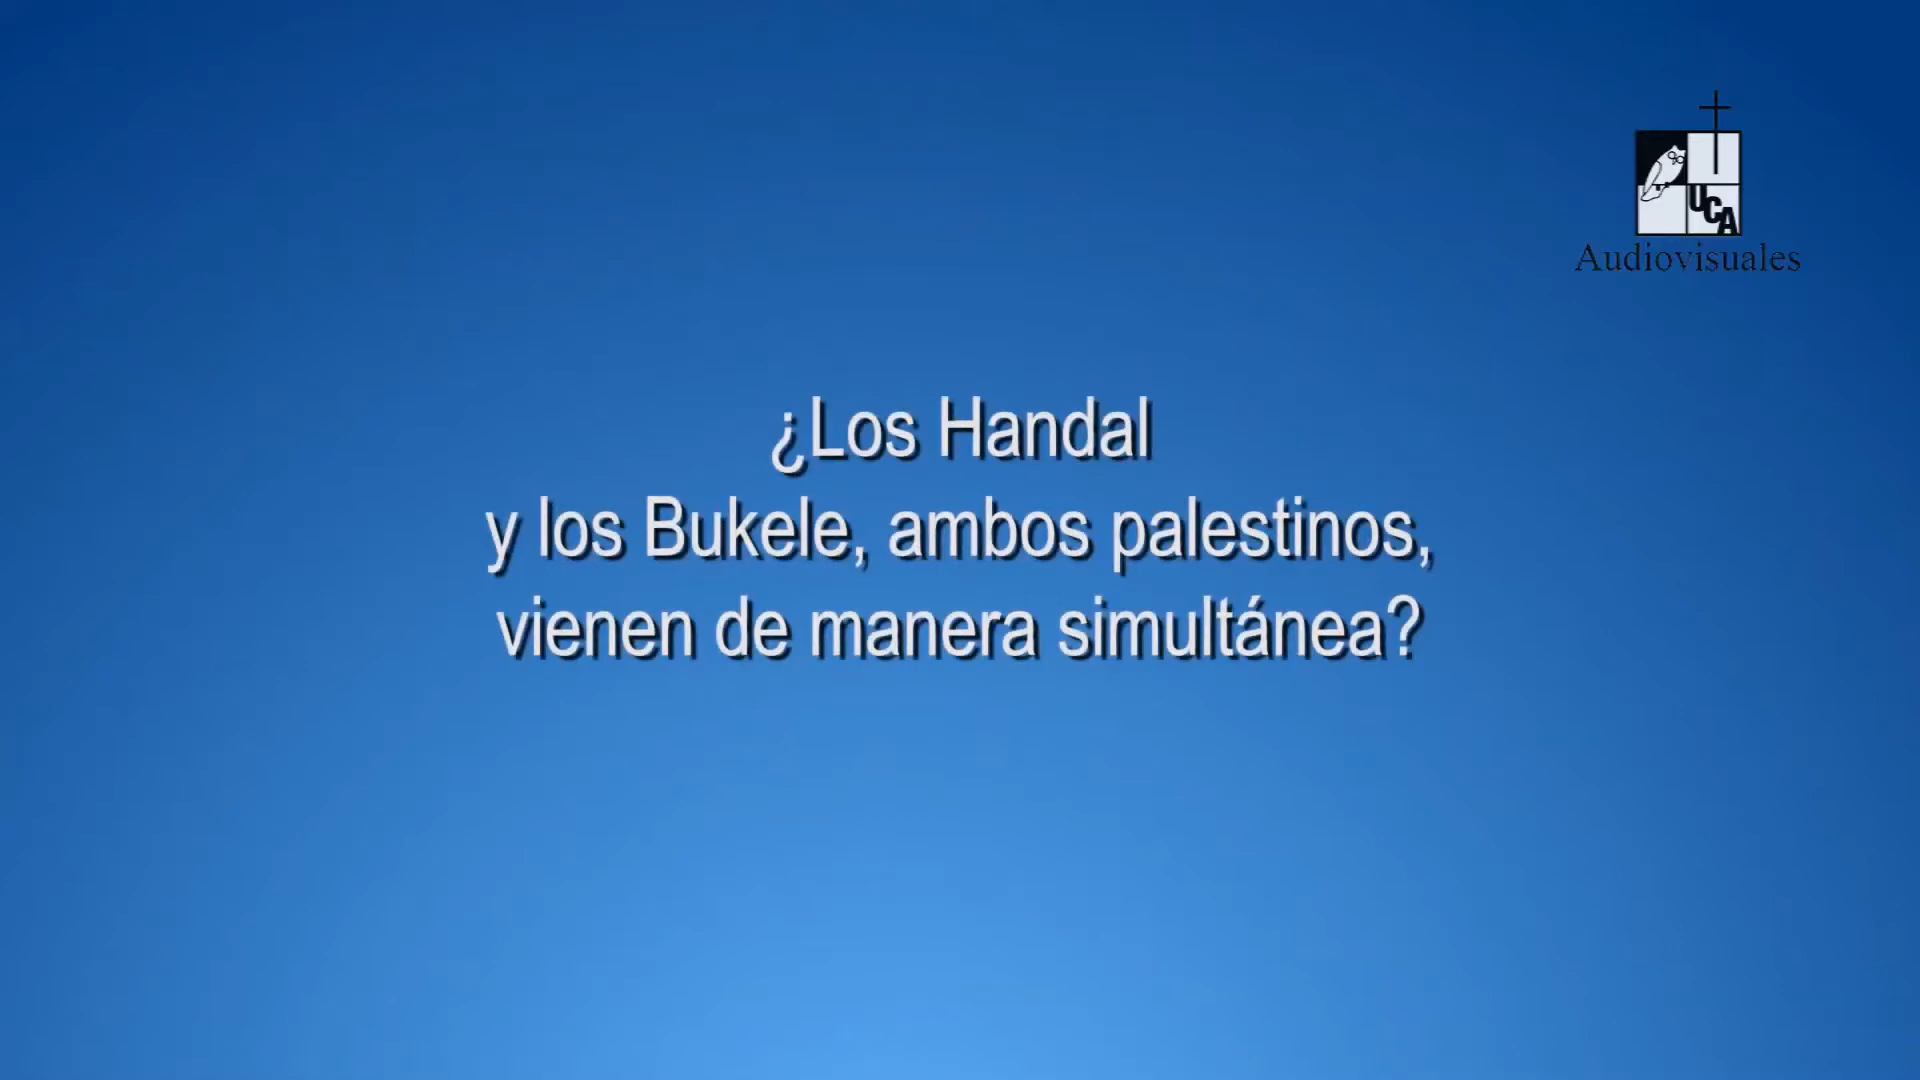 UCA
Audiovisuales
¿Los Handal
y los Bukele, ambos palestinos,
vienen de manera simultánea?